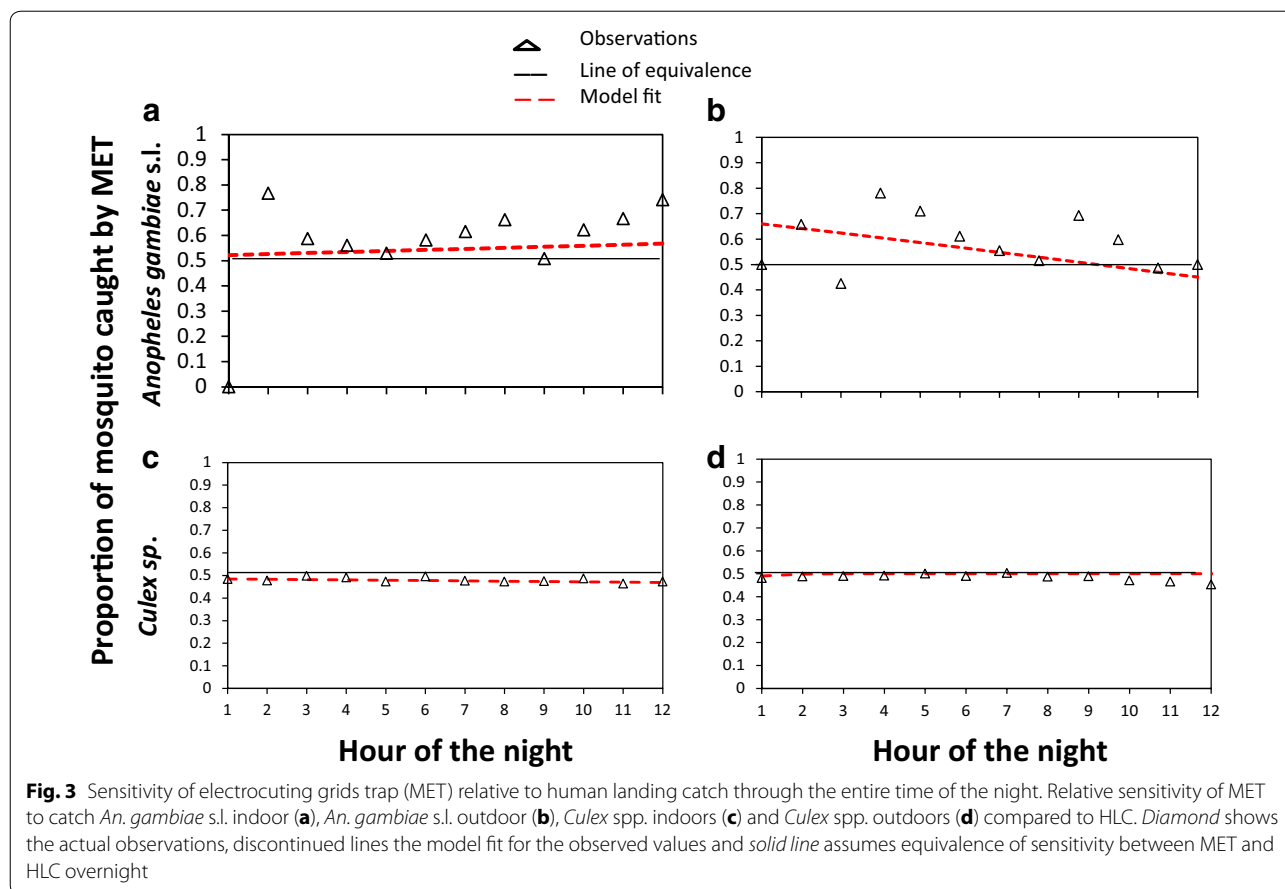 Observations
Line of equivalence
Model fit
a
b
1
0.9
0.8
0.7
0.6
0.5
0.4
0.3
0.2
0.1
0
1
0.9
0.8
0.7
0.6
0.5
0.4
0.3
0.2
0.1
0
Proportion of mosquito caught by MET
Anopheles gambiae s.l.
c
d
Culex sp.
1
0.9
0.8
0.7
0.6
0.5
0.4
0.3
0.2
0.1
0
1 2 3 4 5 6 7 8 9 10 11 12
1
0.9
0.8
0.7
0.6
0.5
0.4
0.3
0.2
0.1
0
1 2 3 4 5 6 7 8 9 10 11 12
Hour of the night
Hour of the night
Fig. 3 Sensitivity of electrocuting grids trap (MET) relative to human landing catch through the entire time of the night. Relative sensitivity of MET
to catch An. gambiae s.l. indoor (a), An. gambiae s.l. outdoor (b), Culex spp. indoors (c) and Culex spp. outdoors (d) compared to HLC. Diamond shows
the actual observations, discontinued lines the model fit for the observed values and solid line assumes equivalence of sensitivity between MET and
HLC overnight